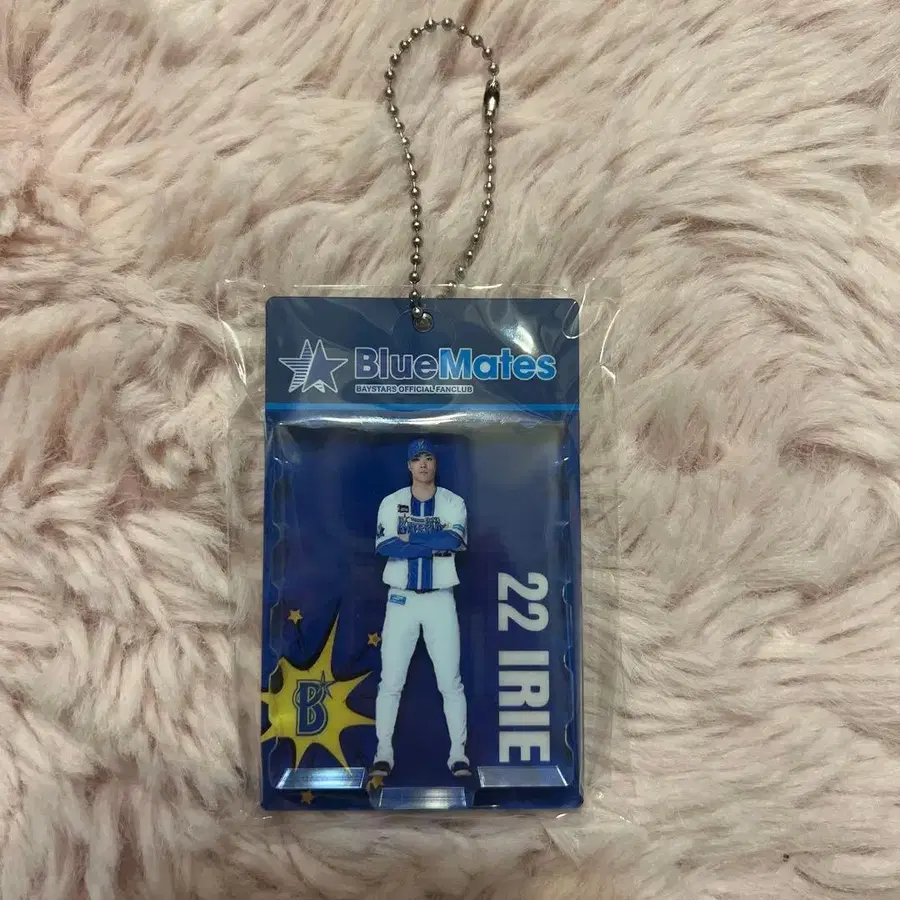 BlueMates
BAYSTARS OFFICIAL FANCLUB
22 IRIE
B